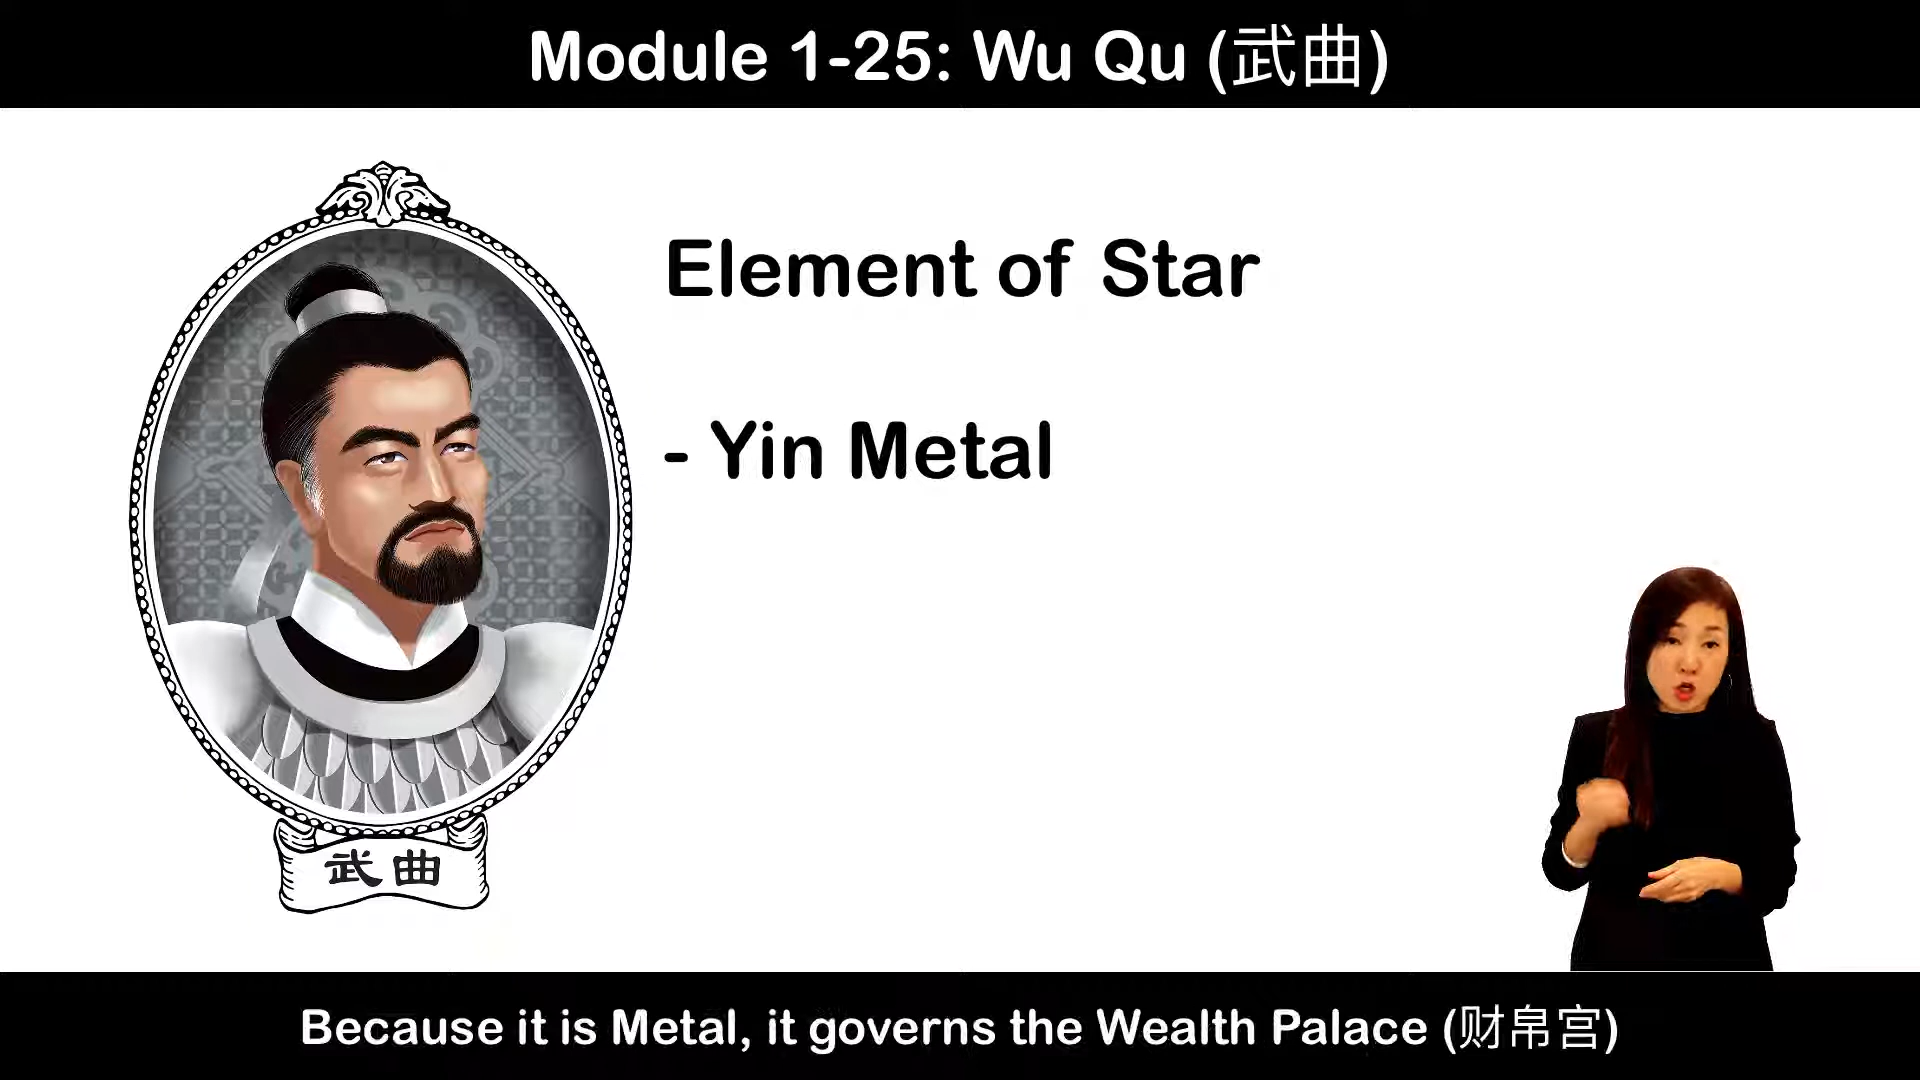 Module 1-25: Wu Qu (武曲)
Element of Star
- Yin Metal
武曲
Because it is Metal, it governs the Wealth Palace (财帛宫)